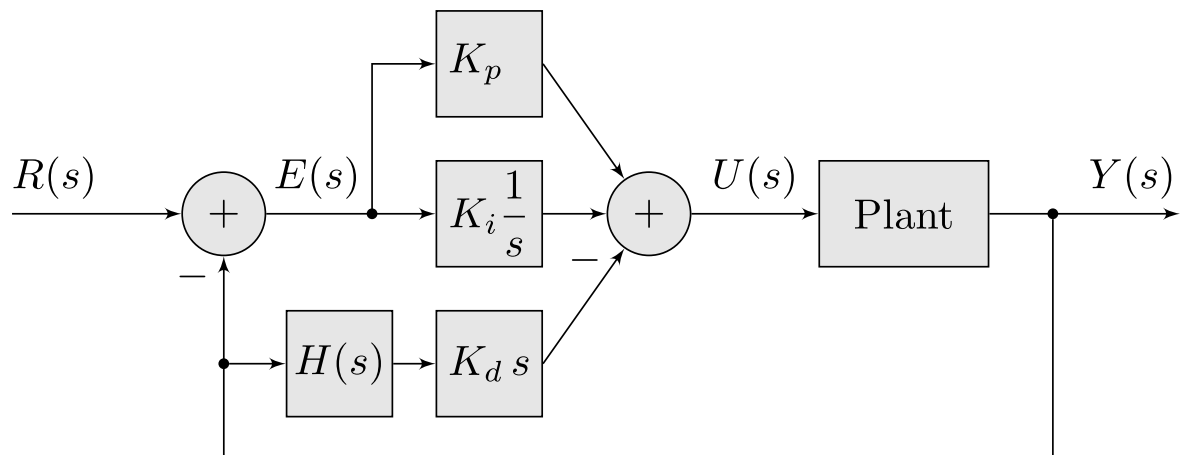 K_p
R(s)
+
E(s)
K_i 1/s
+
U(s)
Plant
Y(s)
−
−
H(s)
K_d s